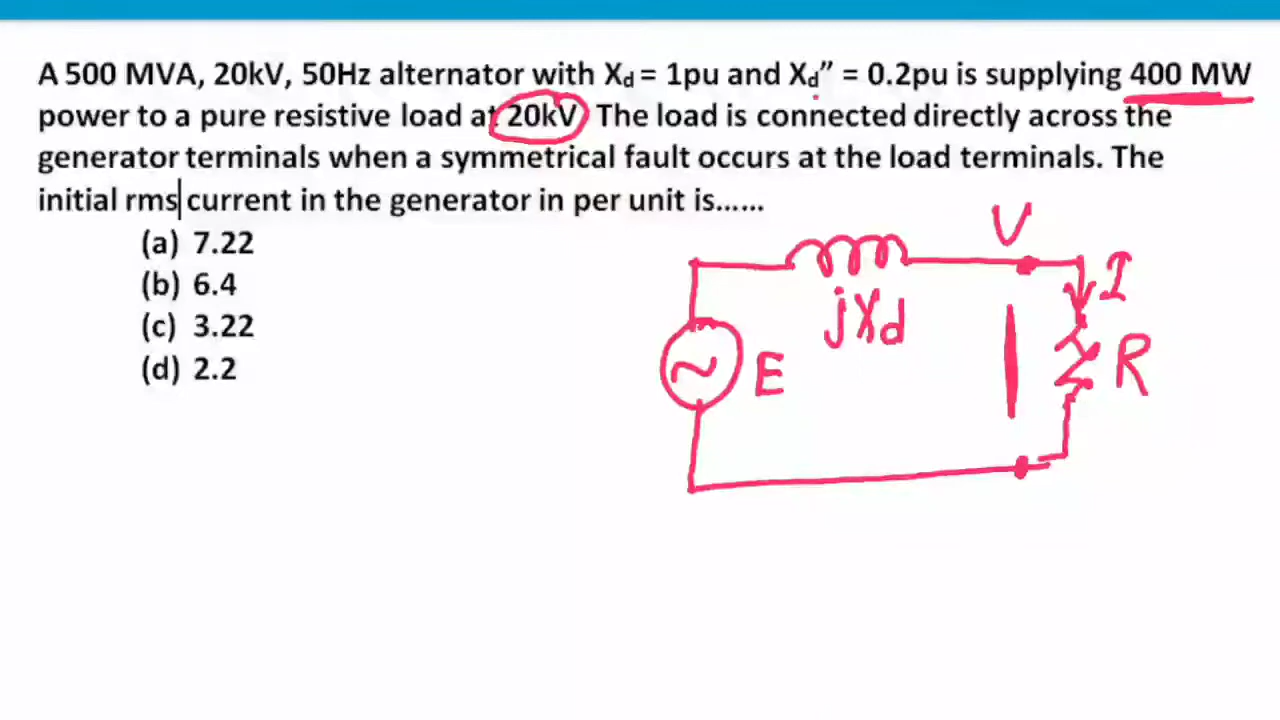 A 500 MVA, 20kV, 50Hz alternator with Xd = 1pu and Xd” = 0.2pu is supplying 400 MW
power to a pure resistive load at 20kV. The load is connected directly across the
generator terminals when a symmetrical fault occurs at the load terminals. The
initial rms current in the generator in per unit is......
(a) 7.22
(b) 6.4
(c) 3.22
(d) 2.2
V
I
jXd
E
R